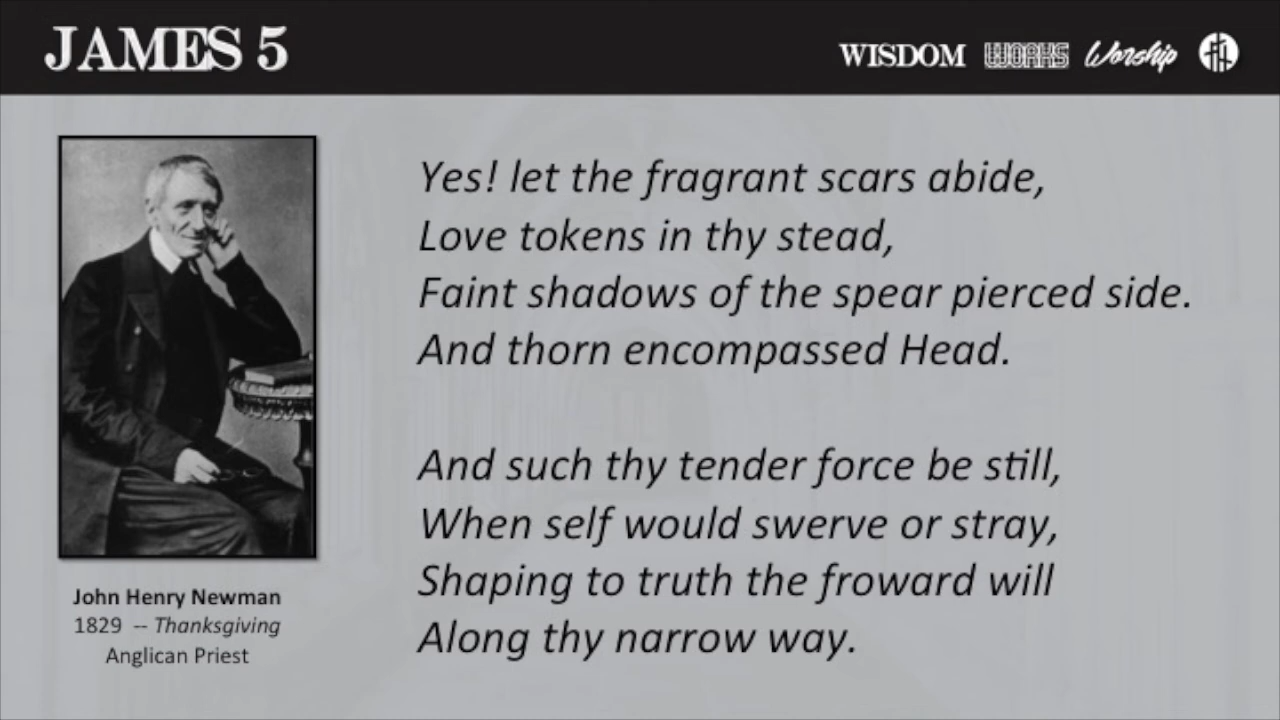 JAMES 5
WISDOM WORKS Worship
Yes! let the fragrant scars abide,
Love tokens in thy stead,
Faint shadows of the spear pierced side.
And thorn encompassed Head.
And such thy tender force be still,
When self would swerve or stray,
Shaping to truth the froward will
Along thy narrow way.
John Henry Newman
1829 -- Thanksgiving
Anglican Priest